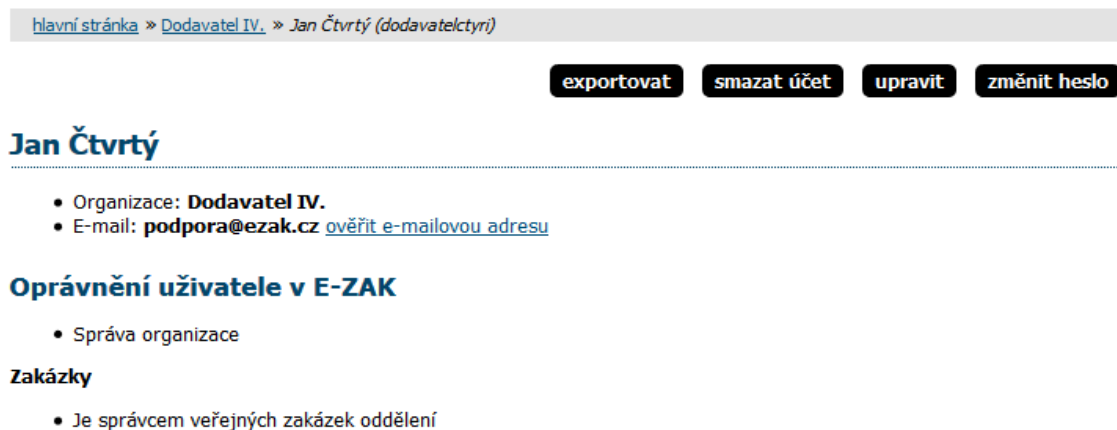 hlavní stránka » Dodavatel IV. » Jan Čtvrtý (dodavatelctyri)
exportovat smazat účet upravit změnit heslo
Jan Čtvrtý
• Organizace: Dodavatel IV.
• E-mail: podpora@ezak.cz ověřit e-mailovou adresu
Oprávnění uživatele v E-ZAK
• Správa organizace
Zakázky
• Je správcem veřejných zakázek oddělení